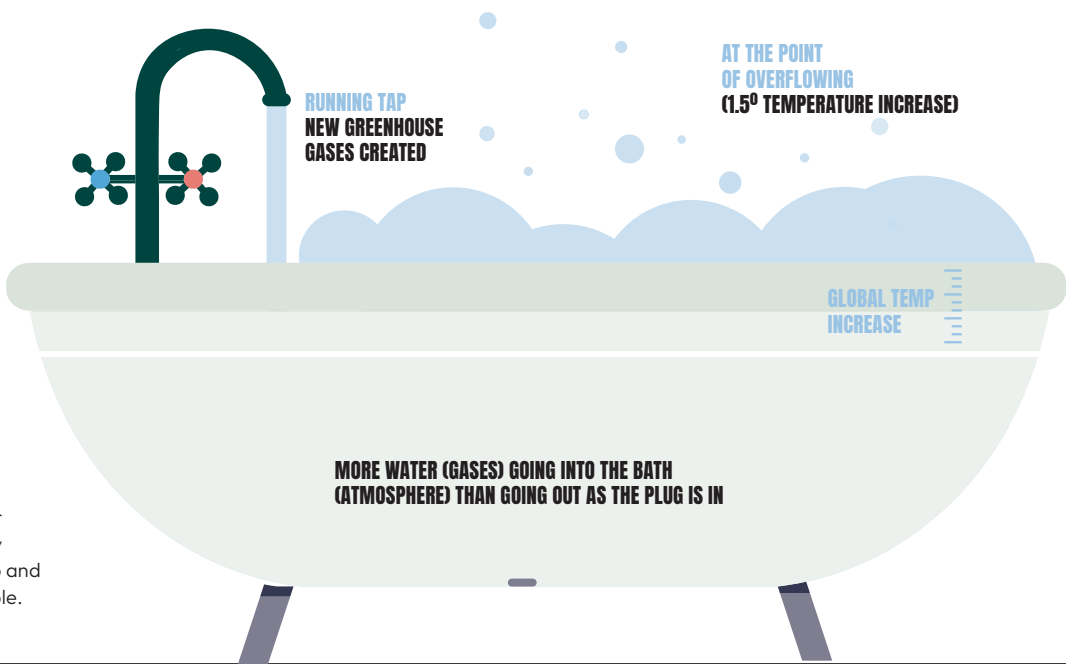 AT THE POINT
OF OVERFLOWING
(1.5⁰ TEMPERATURE INCREASE)
RUNNING TAP
NEW GREENHOUSE
GASES CREATED
GLOBAL TEMP
INCREASE
MORE WATER (GASES) GOING INTO THE BATH
(ATMOSPHERE) THAN GOING OUT AS THE PLUG IS IN
and
le.